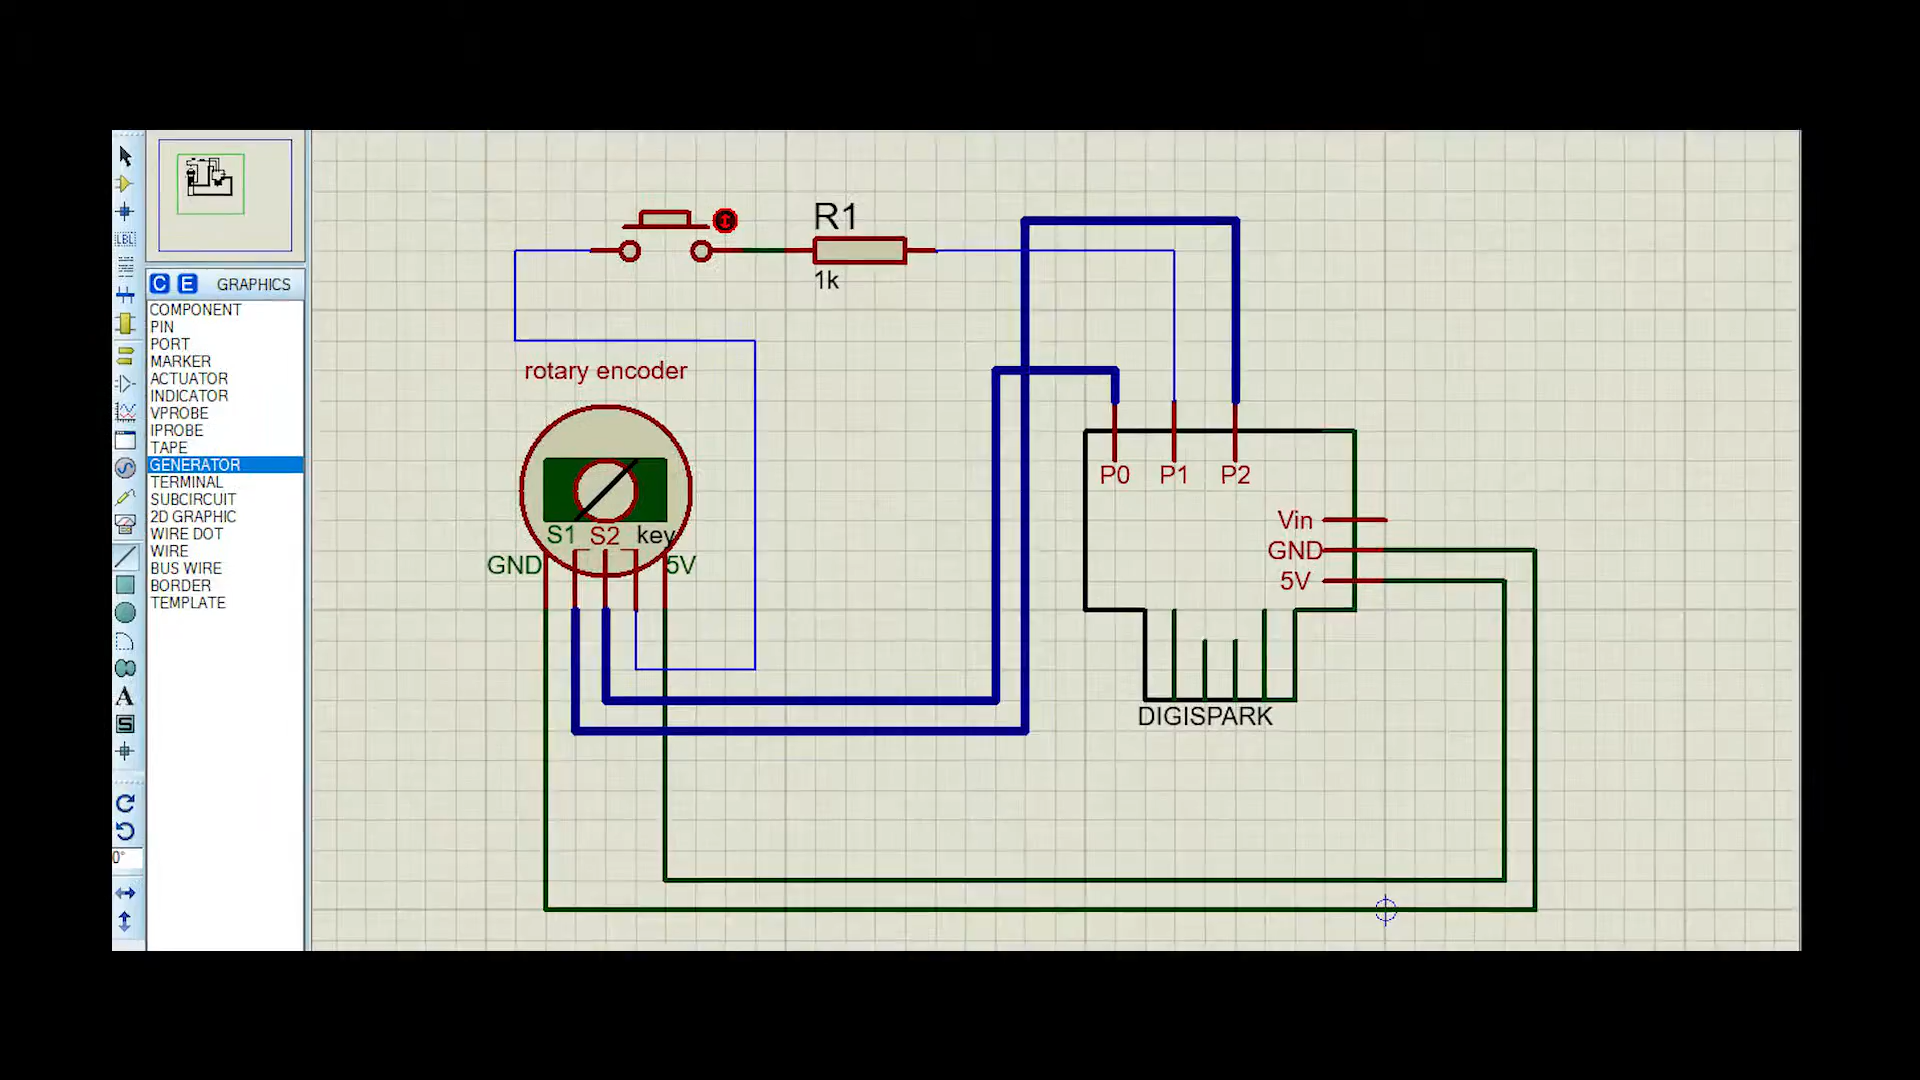 LBL
C E GRAPHICS
COMPONENT
PIN
PORT
MARKER
ACTUATOR
INDICATOR
VPROBE
IPROBE
TAPE
GENERATOR
TERMINAL
SUBCIRCUIT
2D GRAPHIC
WIRE DOT
WIRE
BUS WIRE
BORDER
TEMPLATE
A
S
0°
R1
1k
rotary encoder
S1 S2 key
GND 5V
P0 P1 P2
Vin
GND
5V
DIGISPARK